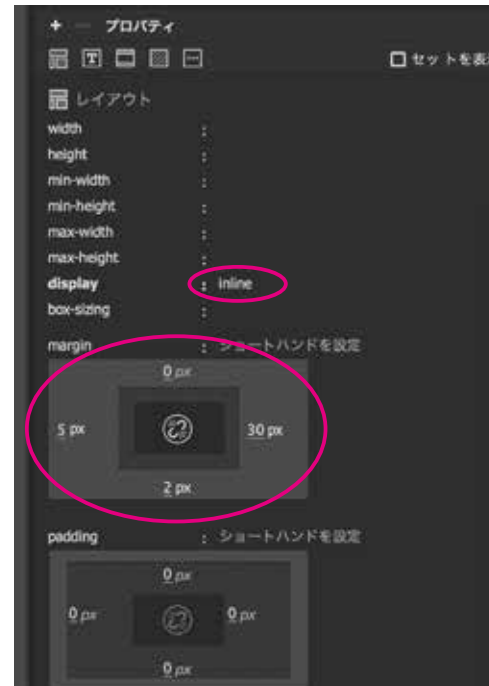 + − プロパティ
T セットを表
レイアウト
width :
height :
min-width :
min-height :
max-width :
max-height :
display : inline
box-sizing :
margin : ショートハンドを設定
0 px
5 px 30 px
2 px
padding : ショートハンドを設定
0 px
0 px 0 px
0 px